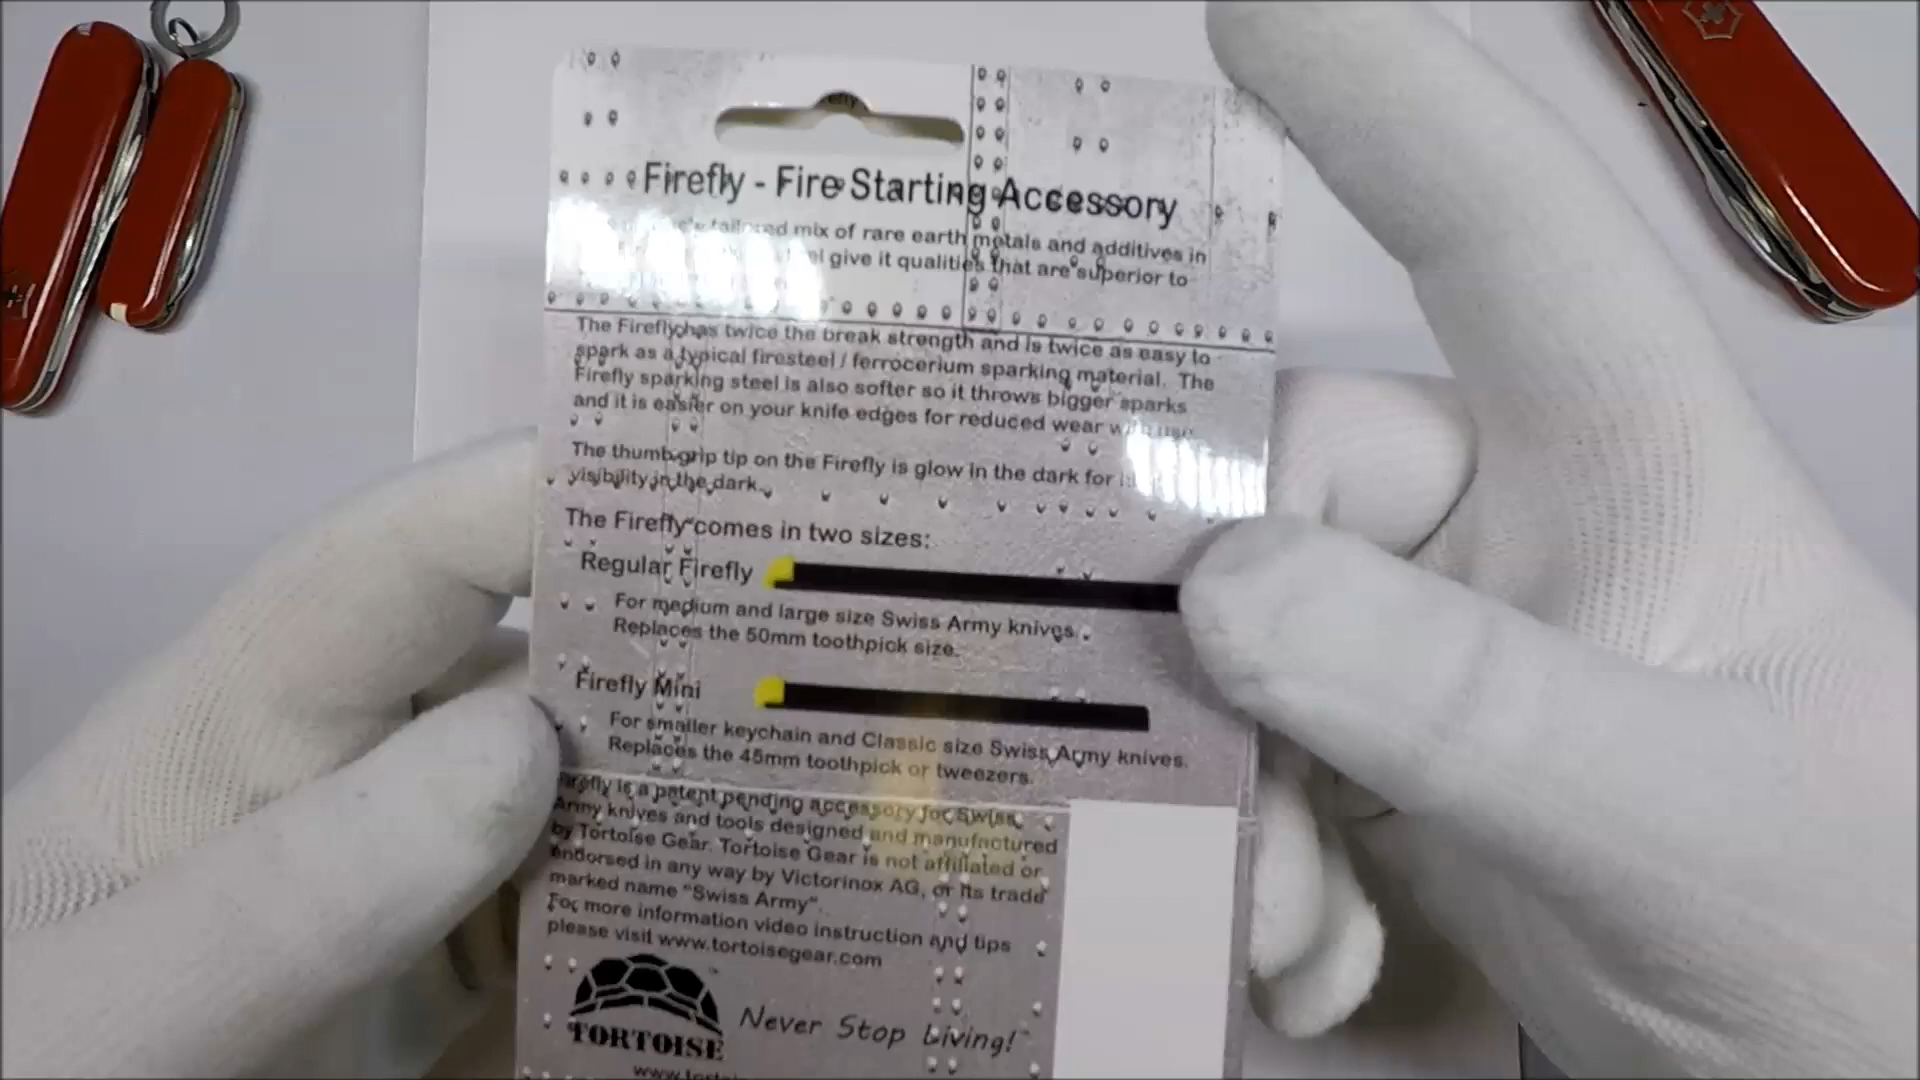 Firefly - Fire Starting Accessory
tailored mix of rare earth metals and additives in
give it qualities that are superior to
The Firefly has twice the break strength and is twice as easy to
spark as a typical firesteel / ferrocerium sparking material. The
Firefly sparking steel is also softer so it throws bigger sparks
and it is easier on your knife edges for reduced wear with use
The thumb grip tip on the Firefly is glow in the dark for
visibility in the dark.
The Firefly comes in two sizes:
Regular Firefly
For medium and large size Swiss Army knives.
Replaces the 50mm toothpick size.
Firefly Mini
For smaller keychain and Classic size Swiss Army knives.
Replaces the 45mm toothpick or tweezers.
Firefly is a patent pending accessory for Swiss
Army knives and tools designed and manufactured
by Tortoise Gear. Tortoise Gear is not affiliated or
endorsed in any way by Victorinox AG, or its trade
marked name "Swiss Army".
For more information video instruction and tips
please visit www.tortoisegear.com
TORTOISE
Never Stop Living!™